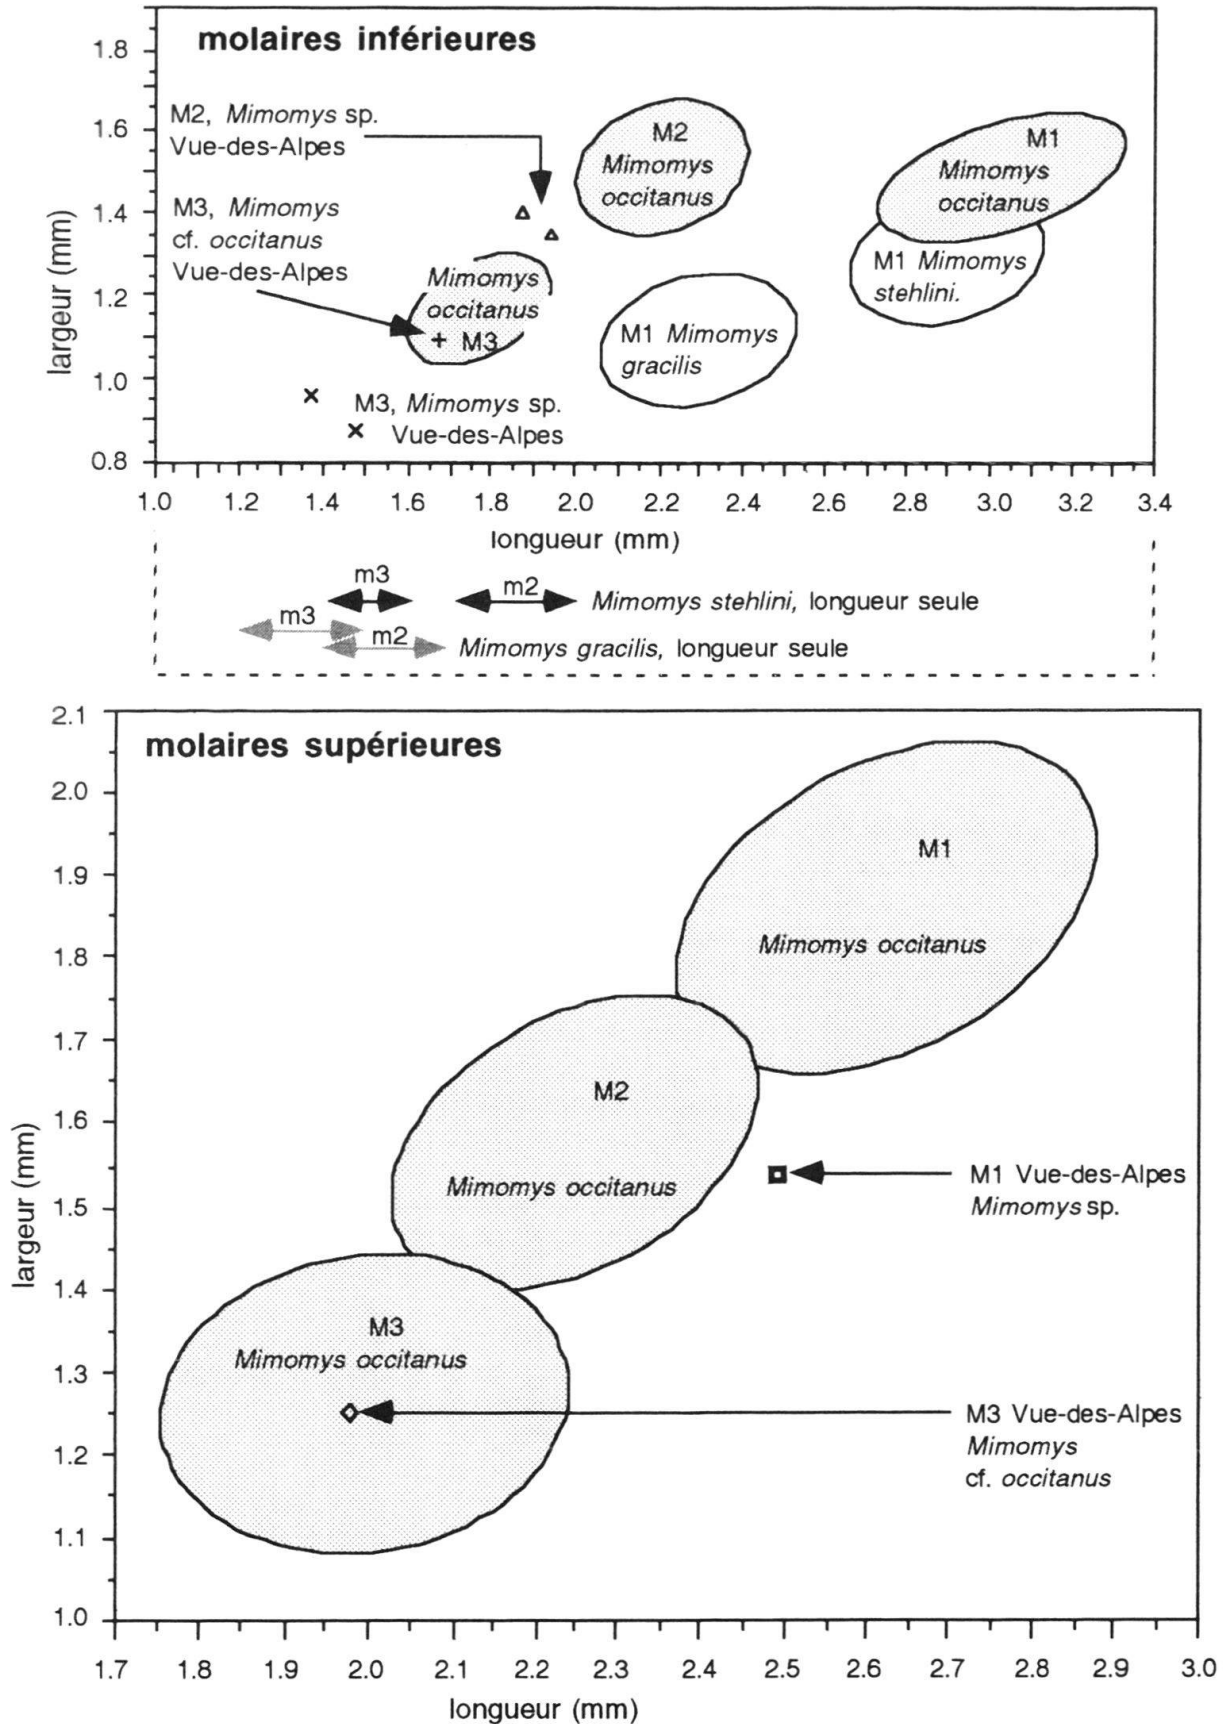 molaires inférieures
1.8
1.6
1.4
1.2
1.0
0.8
largeur (mm)
M2, Mimomys sp.
Vue-des-Alpes
M3, Mimomys
cf. occitanus
Vue-des-Alpes
M2
Mimomys
occitanus
M1
Mimomys
occitanus
M1 Mimomys
stehlini.
Mimomys
occitanus
M3
M1 Mimomys
gracilis
M3, Mimomys sp.
Vue-des-Alpes
1.0 1.2 1.4 1.6 1.8 2.0 2.2 2.4 2.6 2.8 3.0 3.2 3.4
longueur (mm)
m3
m2
Mimomys stehlini, longueur seule
m3
m2
Mimomys gracilis, longueur seule
molaires supérieures
2.1
2.0
1.9
1.8
1.7
1.6
1.5
1.4
1.3
1.2
1.1
1.0
largeur (mm)
M1
Mimomys occitanus
M2
Mimomys occitanus
M1 Vue-des-Alpes
Mimomys sp.
M3
Mimomys occitanus
M3 Vue-des-Alpes
Mimomys
cf. occitanus
1.7 1.8 1.9 2.0 2.1 2.2 2.3 2.4 2.5 2.6 2.7 2.8 2.9 3.0
longueur (mm)